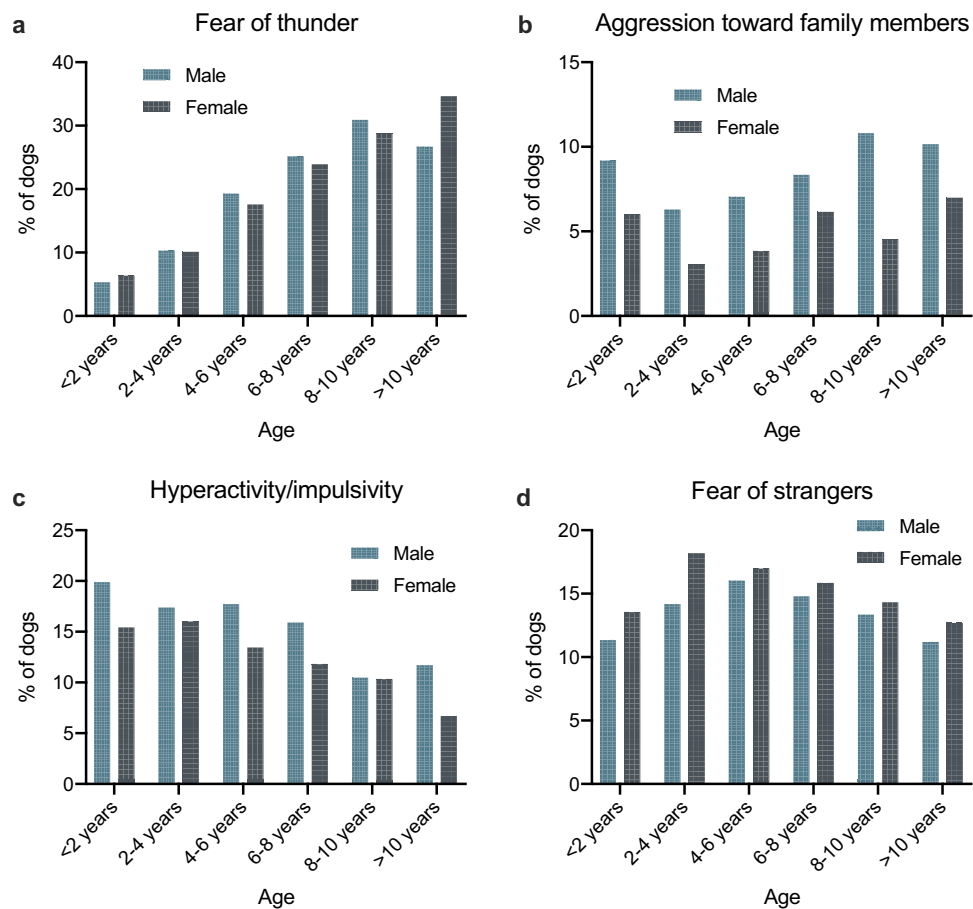 a
Fear of thunder
40
30
20
10
0
% of dogs
Male
Female
<2 years
2-4 years
4-6 years
6-8 years
8-10 years
>10 years
Age
b
Aggression toward family members
15
10
5
0
% of dogs
Male
Female
<2 years
2-4 years
4-6 years
6-8 years
8-10 years
>10 years
Age
c
Hyperactivity/impulsivity
25
20
15
10
5
0
% of dogs
Male
Female
<2 years
2-4 years
4-6 years
6-8 years
8-10 years
>10 years
Age
d
Fear of strangers
20
15
10
5
0
% of dogs
Male
Female
<2 years
2-4 years
4-6 years
6-8 years
8-10 years
>10 years
Age